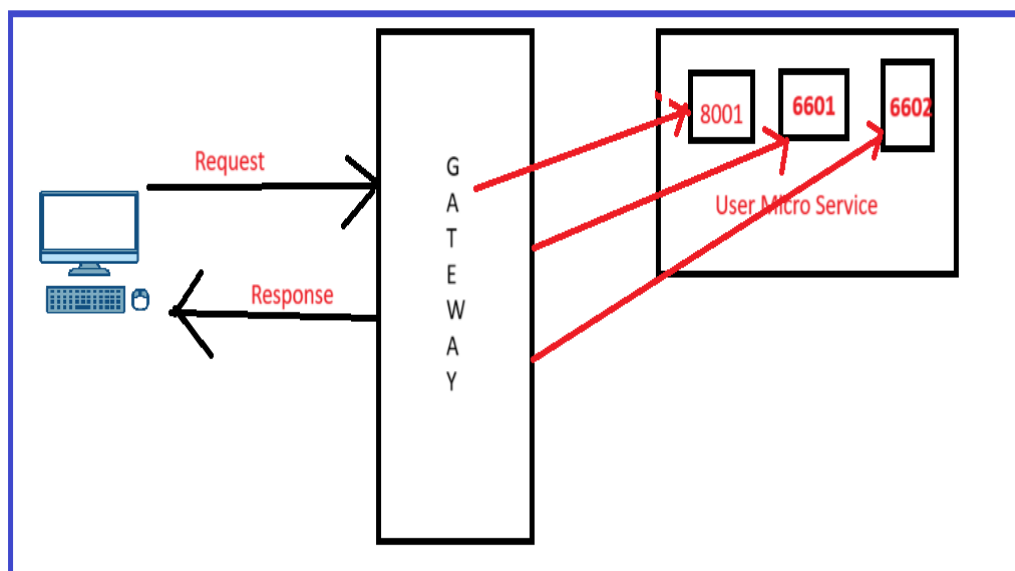 Request
Response
G
A
T
E
W
A
Y
8001
6601
6602
User Micro Service